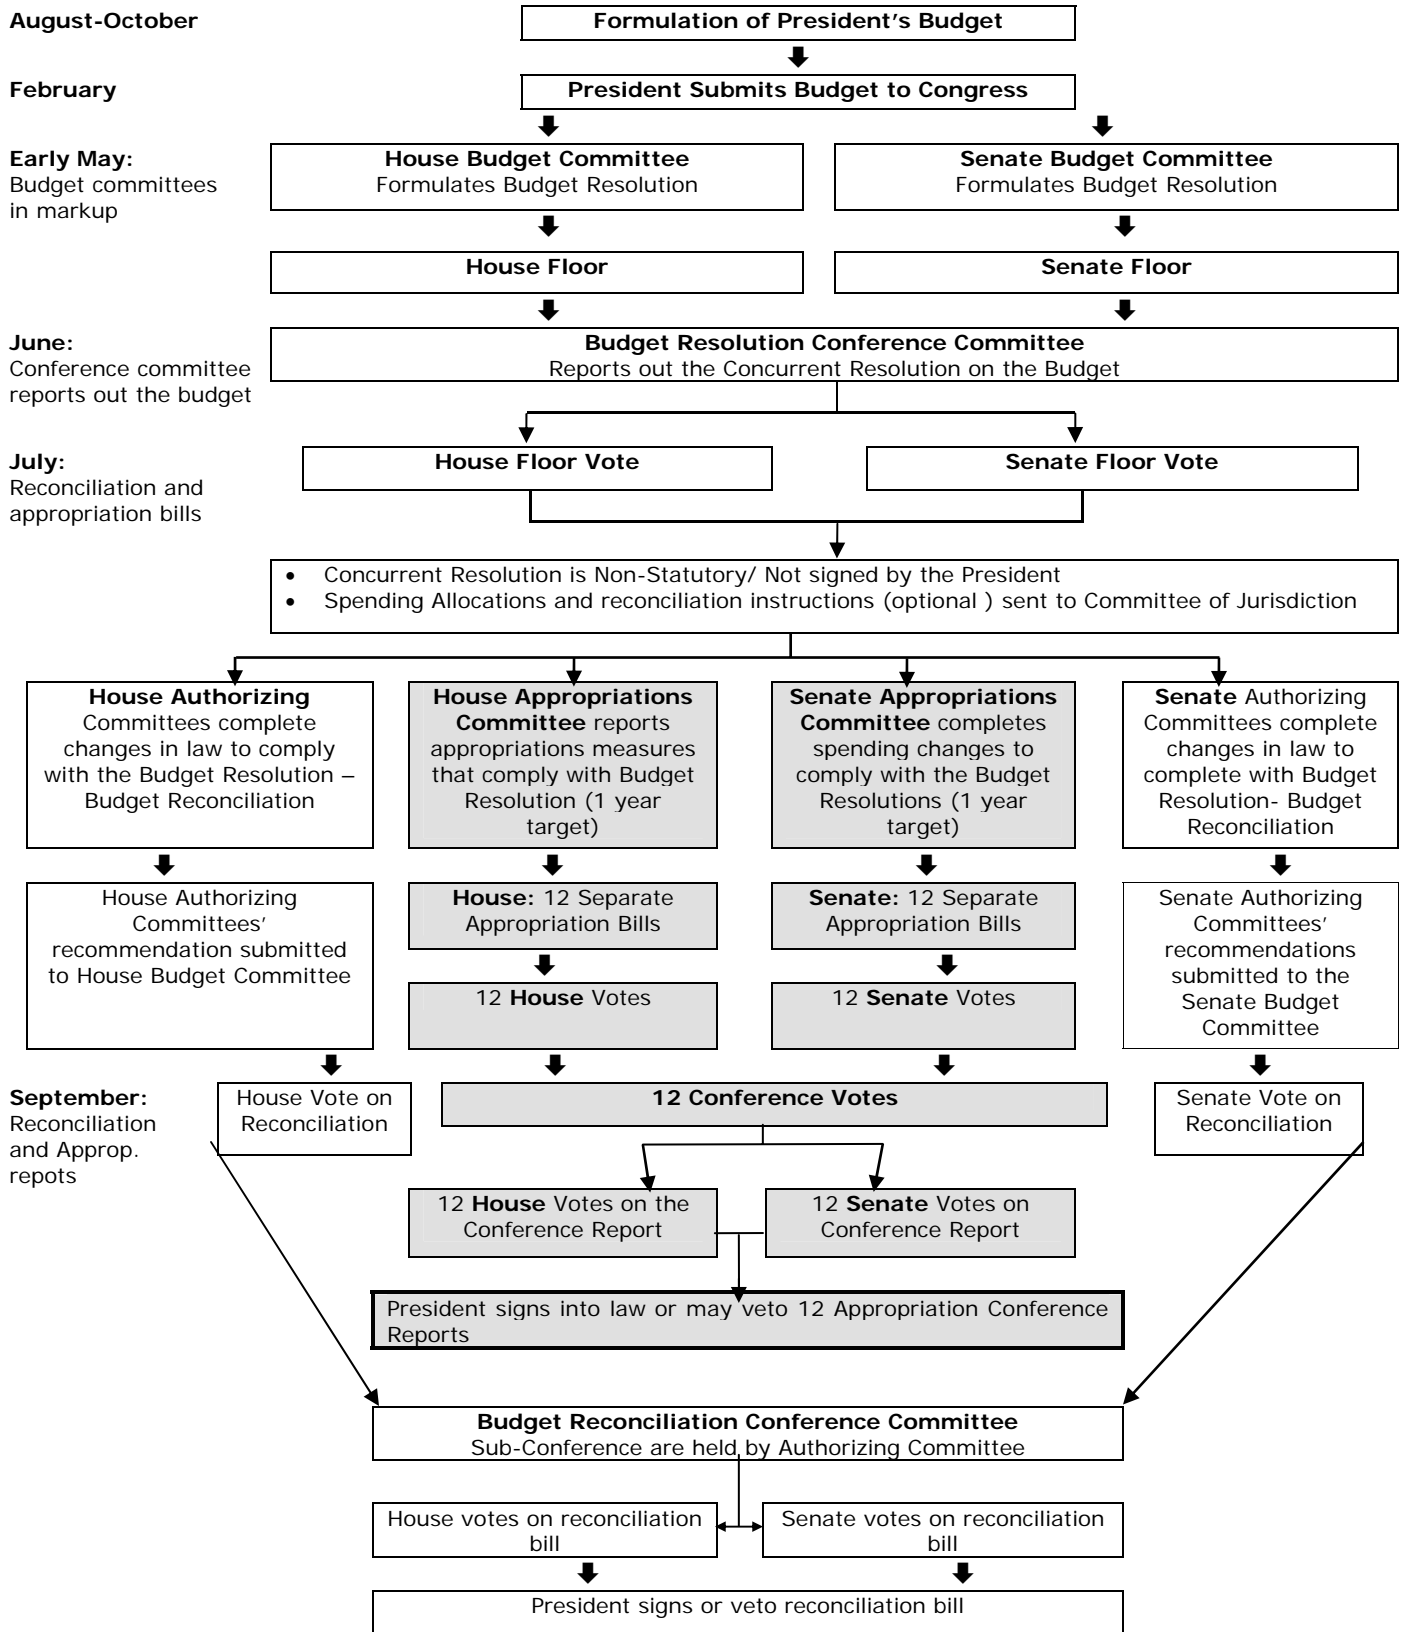 August-October
Formulation of President's Budget
February
President Submits Budget to Congress
Early May:
Budget committees
in markup
House Budget Committee
Formulates Budget Resolution
Senate Budget Committee
Formulates Budget Resolution
House Floor
Senate Floor
June:
Conference committee
reports out the budget
Budget Resolution Conference Committee
Reports out the Concurrent Resolution on the Budget
July:
Reconciliation and
appropriation bills
House Floor Vote
Senate Floor Vote
• Concurrent Resolution is Non-Statutory/ Not signed by the President
• Spending Allocations and reconciliation instructions (optional ) sent to Committee of Jurisdiction
House Authorizing
Committees complete
changes in law to comply
with the Budget Resolution –
Budget Reconciliation
House Appropriations
Committee reports
appropriations measures
that comply with Budget
Resolution (1 year
target)
Senate Appropriations
Committee completes
spending changes to
comply with the Budget
Resolutions (1 year
target)
Senate Authorizing
Committees complete
changes in law to
complete with Budget
Resolution- Budget
Reconciliation
House Authorizing
Committees'
recommendation submitted
to House Budget Committee
House: 12 Separate
Appropriation Bills
Senate: 12 Separate
Appropriation Bills
Senate Authorizing
Committees'
recommendations
submitted to the
Senate Budget
Committee
12 House Votes
12 Senate Votes
September:
Reconciliation
and Approp.
repots
House Vote on
Reconciliation
12 Conference Votes
Senate Vote on
Reconciliation
12 House Votes on the
Conference Report
12 Senate Votes on
Conference Report
President signs into law or may veto 12 Appropriation Conference
Reports
Budget Reconciliation Conference Committee
Sub-Conference are held by Authorizing Committee
House votes on reconciliation
bill
Senate votes on reconciliation
bill
President signs or veto reconciliation bill